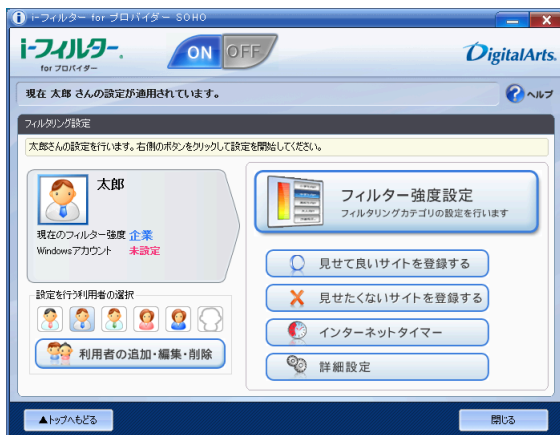 i-フィルター for プロバイダー SOHO
i-フィルター®
for プロバイダー
ON OFF
DigitalArts®
現在 太郎 さんの設定が適用されています。
ヘルプ
フィルタリング設定
太郎さんの設定を行います。右側のボタンをクリックして設定を開始してください。
太郎
現在のフィルター強度 企業
Windowsアカウント 未設定
設定を行う利用者の選択
利用者の追加・編集・削除
フィルター強度設定
フィルタリングカテゴリの設定を行います
見せて良いサイトを登録する
見せたくないサイトを登録する
インターネットタイマー
詳細設定
▲トップへもどる
閉じる